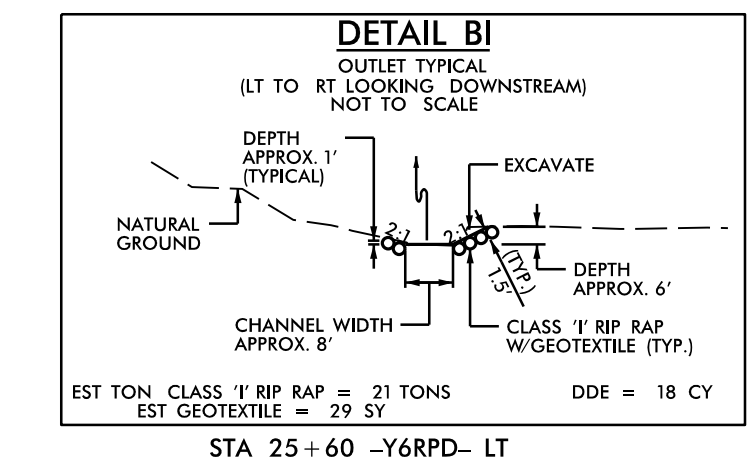 DETAIL BI
OUTLET TYPICAL
(LT TO RT LOOKING DOWNSTREAM)
NOT TO SCALE
DEPTH
APPROX. 1'
(TYPICAL)
EXCAVATE
NATURAL
GROUND
2:1
2:1
(TYP.)
1.5'
DEPTH
APPROX. 6'
CHANNEL WIDTH
APPROX. 8'
CLASS 'I' RIP RAP
W/GEOTEXTILE (TYP.)
EST TON CLASS 'I' RIP RAP = 21 TONS
DDE = 18 CY
EST GEOTEXTILE = 29 SY
STA 25+60 -Y6RPD- LT